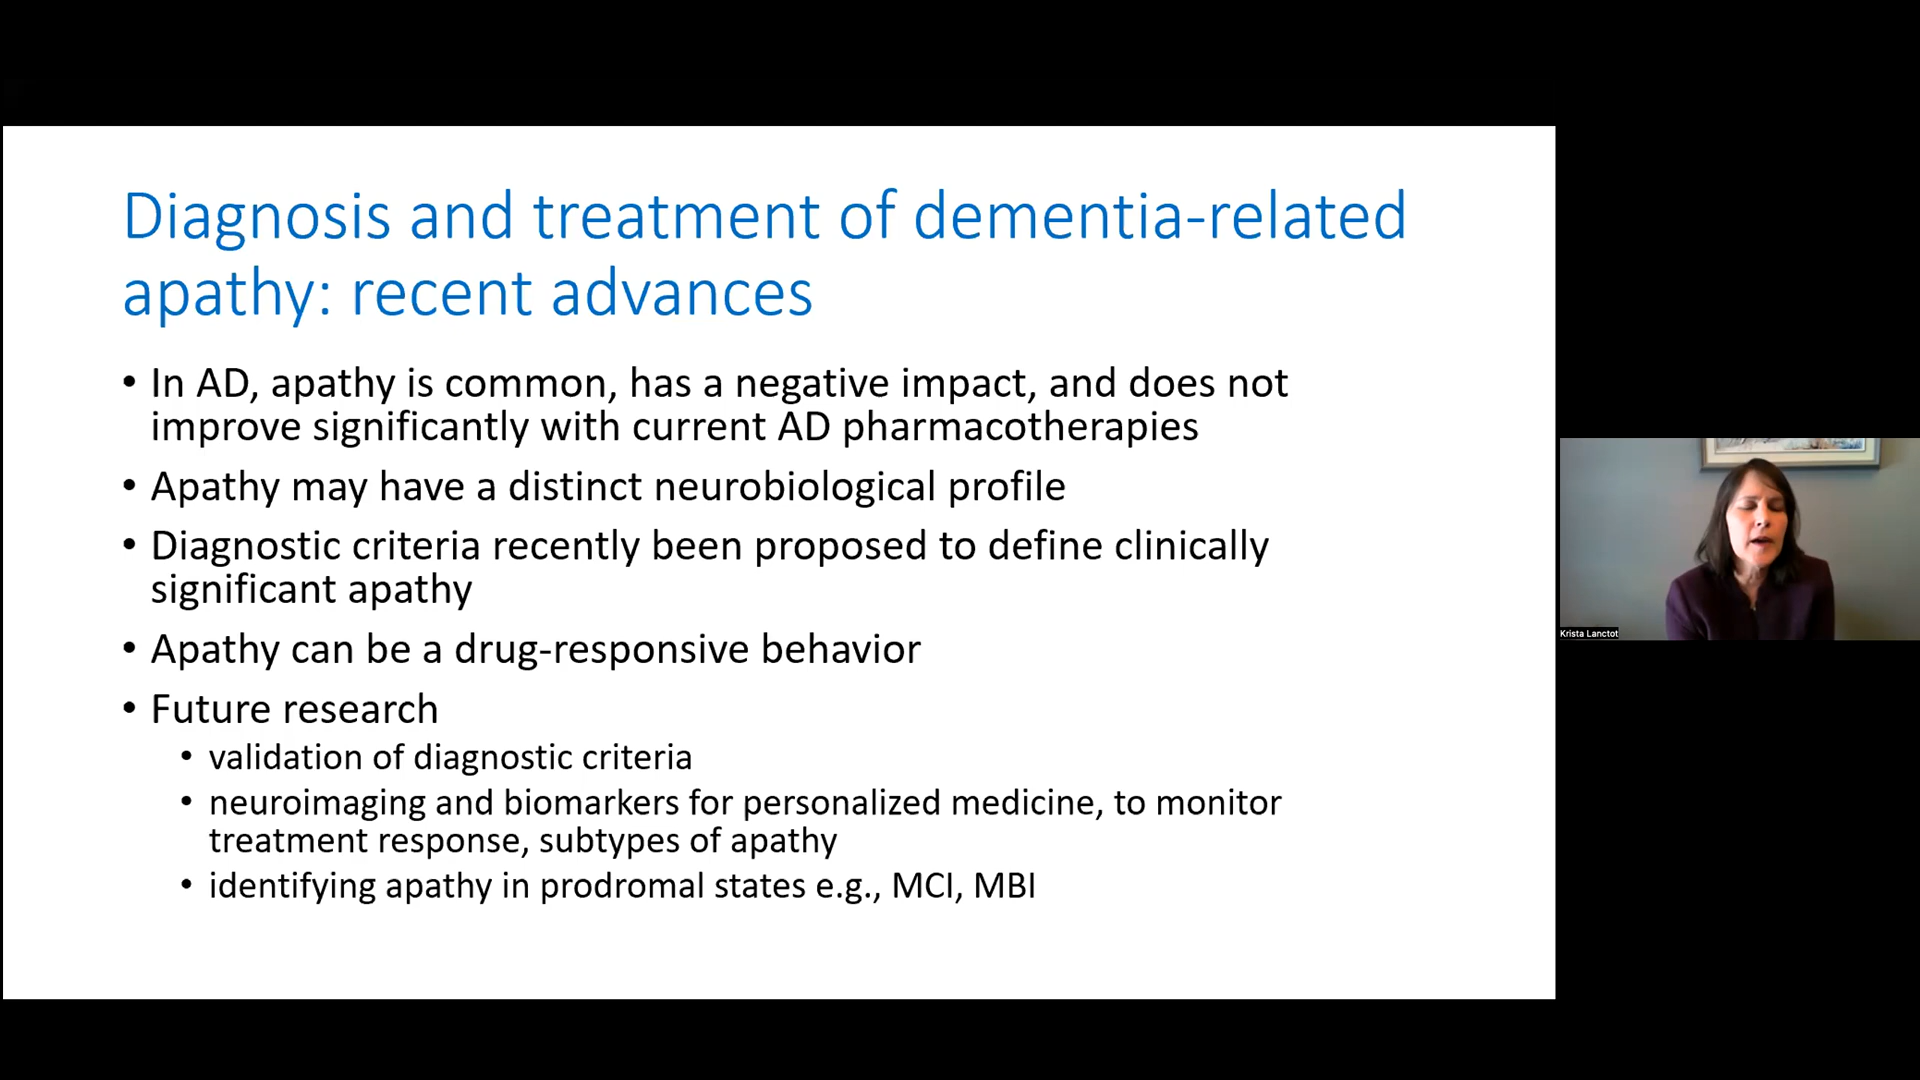 Diagnosis and treatment of dementia-related
apathy: recent advances
• In AD, apathy is common, has a negative impact, and does not
improve significantly with current AD pharmacotherapies
• Apathy may have a distinct neurobiological profile
• Diagnostic criteria recently been proposed to define clinically
significant apathy
• Apathy can be a drug-responsive behavior
• Future research
• validation of diagnostic criteria
• neuroimaging and biomarkers for personalized medicine, to monitor
treatment response, subtypes of apathy
• identifying apathy in prodromal states e.g., MCI, MBI
Krista Lanctot